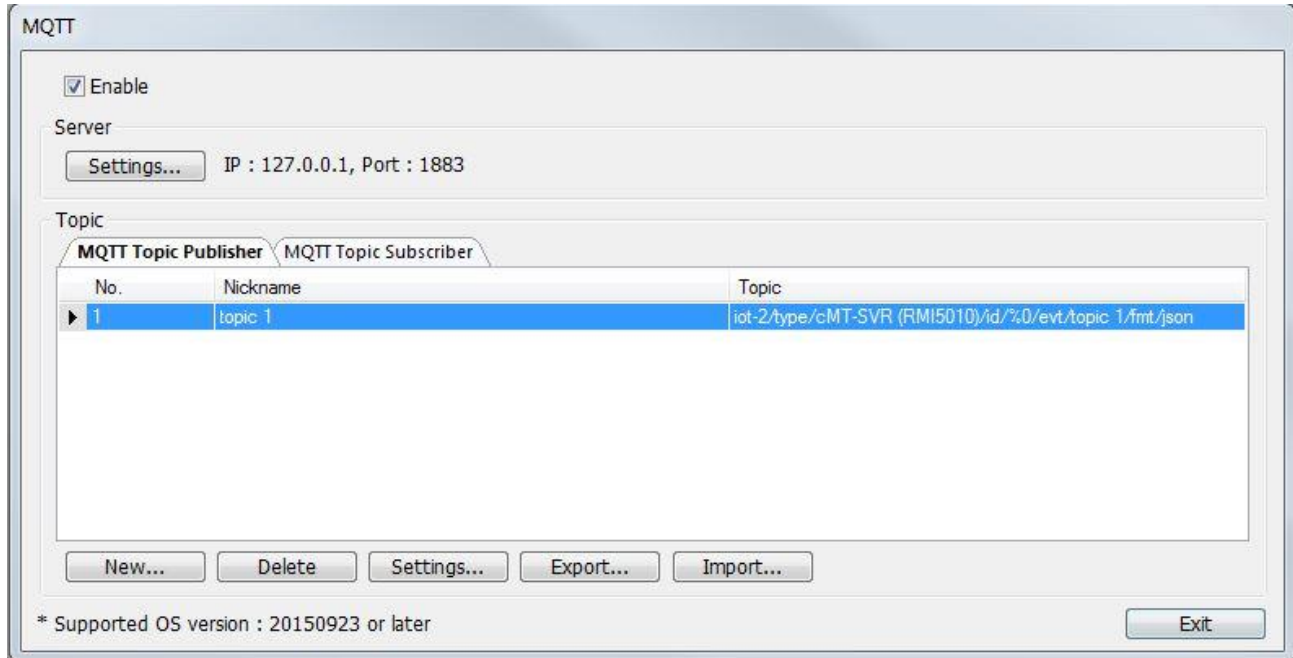 MQTT
Enable
Server
Settings... IP : 127.0.0.1, Port : 1883
Topic
MQTT Topic Publisher MQTT Topic Subscriber
No. Nickname Topic
1 topic 1 iot-2/type/cMT-SVR (RMI5010)/id/%0/evt/topic 1/fmt/json
New... Delete Settings... Export... Import...
* Supported OS version : 20150923 or later Exit